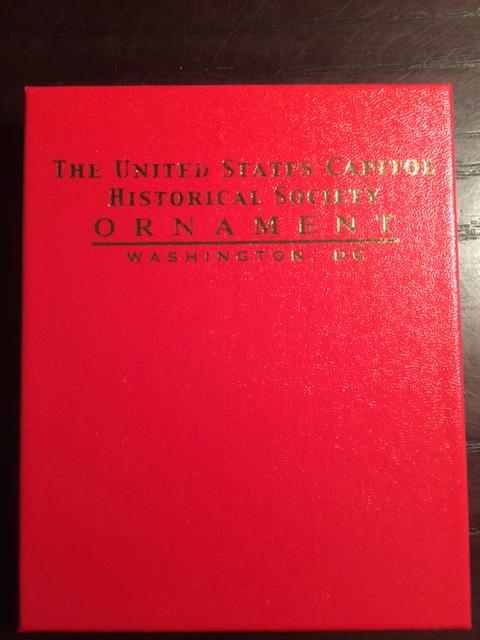 THE UNITED STATES CAPITOL
HISTORICAL SOCIETY
ORNAMENT
WASHINGTON, DC